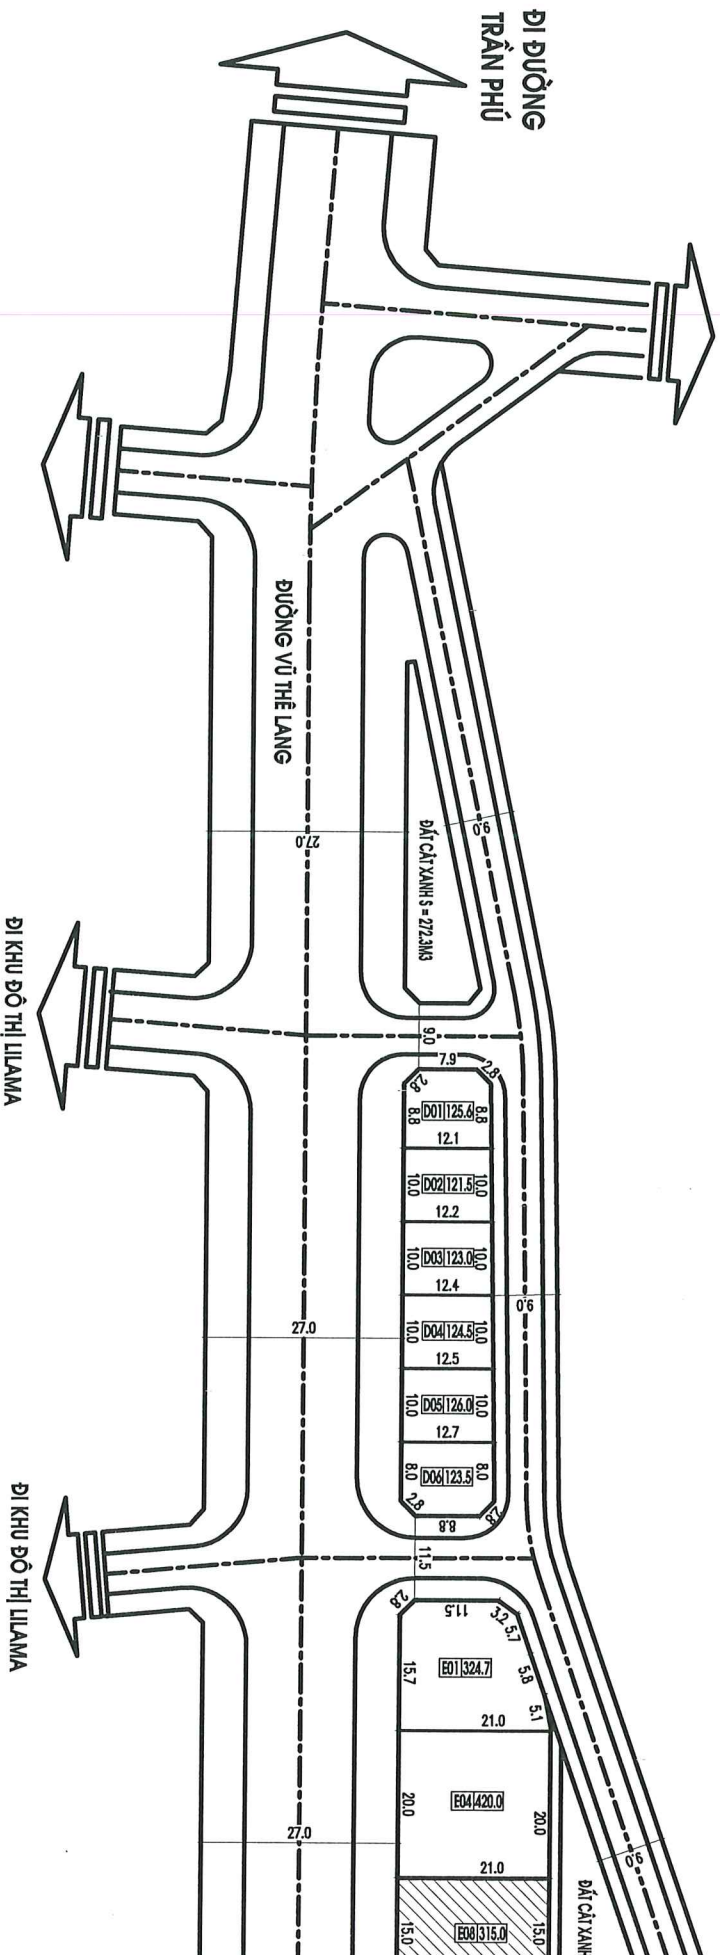 ĐI ĐƯỜNG
TRẦN PHÚ
ĐƯỜNG VŨ THÊ LANG
27.0
9.0
ĐẤT CÂT XANH S = 272.3M3
ĐI KHU ĐÔ THỊ LILAMA
9.0
7.9
2.8
2.8
8.8
D01 125.6
8.8
12.1
10.0
D02 121.5
10.0
12.2
10.0
D03 123.0
10.0
12.4
9.0
27.0
10.0
D04 124.5
10.0
12.5
10.0
D05 126.0
10.0
12.7
8.0
D06 123.5
8.0
2.8
2.8
8.8
ĐI KHU ĐÔ THỊ LILAMA
11.5
2.8
11.5
3.2
5.7
15.7
E01 324.7
5.8
5.1
21.0
20.0
E04 420.0
20.0
27.0
9.0
21.0
ĐẤT CÂT XANH
15.0
E08 315.0
15.0